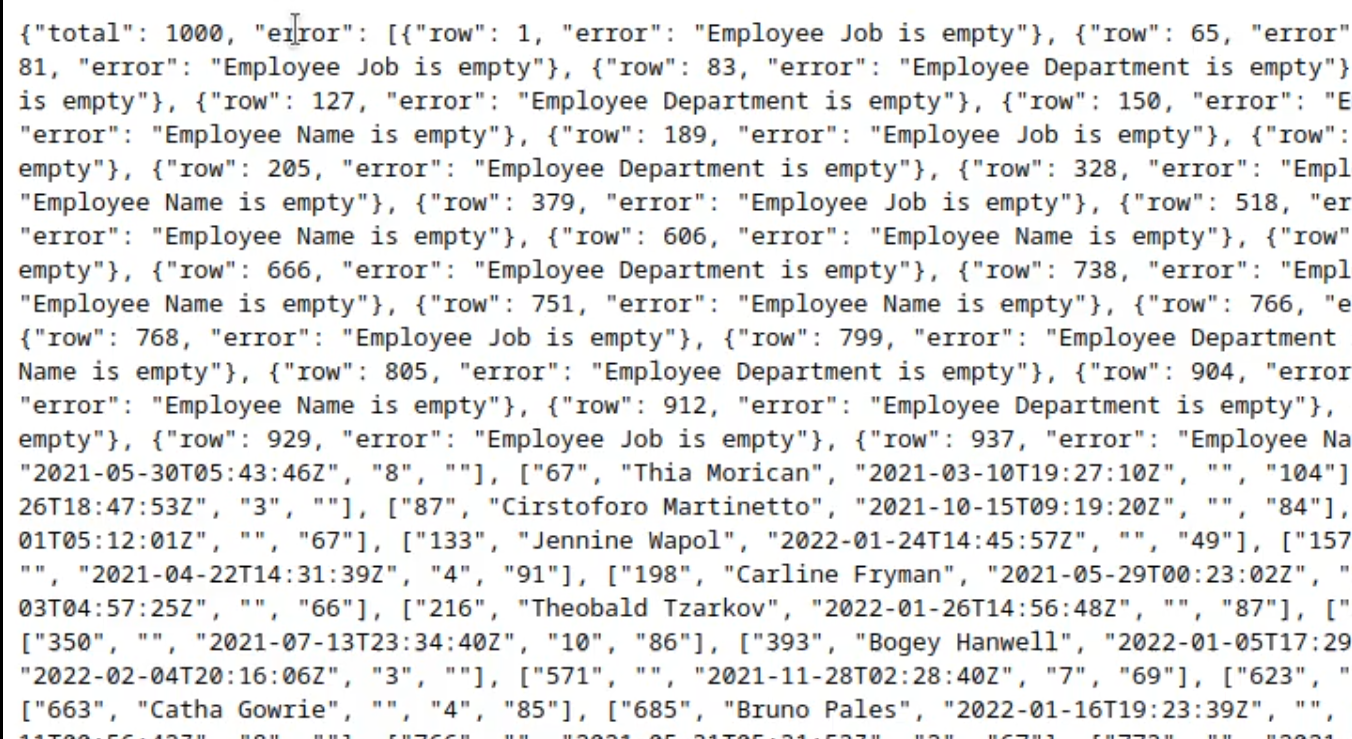 {"total": 1000, "error": [{"row": 1, "error": "Employee Job is empty"}, {"row": 65, "error"
81, "error": "Employee Job is empty"}, {"row": 83, "error": "Employee Department is empty"}
is empty"}, {"row": 127, "error": "Employee Department is empty"}, {"row": 150, "error": "E
"error": "Employee Name is empty"}, {"row": 189, "error": "Employee Job is empty"}, {"row":
empty"}, {"row": 205, "error": "Employee Department is empty"}, {"row": 328, "error": "Empl
"Employee Name is empty"}, {"row": 379, "error": "Employee Job is empty"}, {"row": 518, "er
"error": "Employee Name is empty"}, {"row": 606, "error": "Employee Name is empty"}, {"row"
empty"}, {"row": 666, "error": "Employee Department is empty"}, {"row": 738, "error": "Empl
"Employee Name is empty"}, {"row": 751, "error": "Employee Name is empty"}, {"row": 766, "e
{"row": 768, "error": "Employee Job is empty"}, {"row": 799, "error": "Employee Department
Name is empty"}, {"row": 805, "error": "Employee Department is empty"}, {"row": 904, "error
"error": "Employee Name is empty"}, {"row": 912, "error": "Employee Department is empty"},
empty"}, {"row": 929, "error": "Employee Job is empty"}, {"row": 937, "error": "Employee Na
"2021-05-30T05:43:46Z", "8", ""], ["67", "Thia Morican", "2021-03-10T19:27:10Z", "", "104"]
26T18:47:53Z", "3", ""], ["87", "Cirstoforo Martinetto", "2021-10-15T09:19:20Z", "", "84"],
01T05:12:01Z", "", "67"], ["133", "Jennine Wapol", "2022-01-24T14:45:57Z", "", "49"], ["157
"", "2021-04-22T14:31:39Z", "4", "91"], ["198", "Carline Fryman", "2021-05-29T00:23:02Z", "
03T04:57:25Z", "", "66"], ["216", "Theobald Tzarkov", "2022-01-26T14:56:48Z", "", "87"], ["
["350", "", "2021-07-13T23:34:40Z", "10", "86"], ["393", "Bogey Hanwell", "2022-01-05T17:29
"2022-02-04T20:16:06Z", "3", ""], ["571", "", "2021-11-28T02:28:40Z", "7", "69"], ["623", "
["663", "Catha Gowrie", "", "4", "85"], ["685", "Bruno Pales", "2022-01-16T19:23:39Z", "",